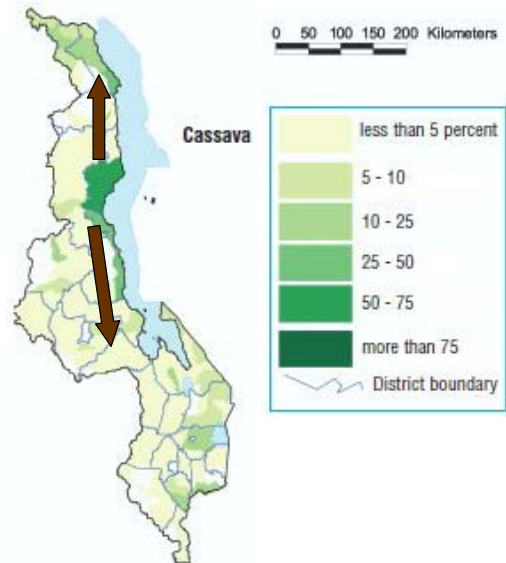 0 50 100 150 200 Kilometers
Cassava
less than 5 percent
5 - 10
10 - 25
25 - 50
50 - 75
more than 75
District boundary